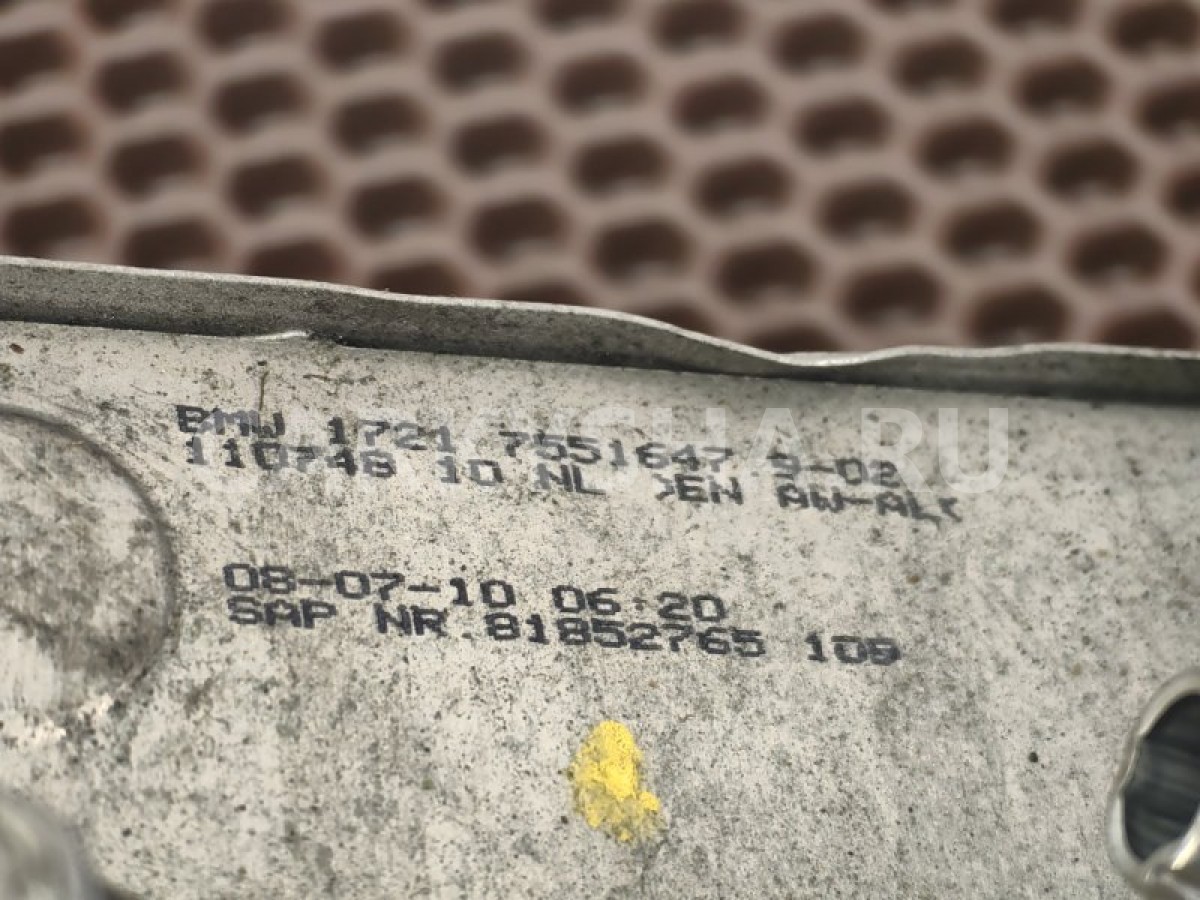 BMW 1721 7551647.9-02
110748 10 NL >EN AW-AL<
08-07-10 06:20
SAP NR.81852765 109